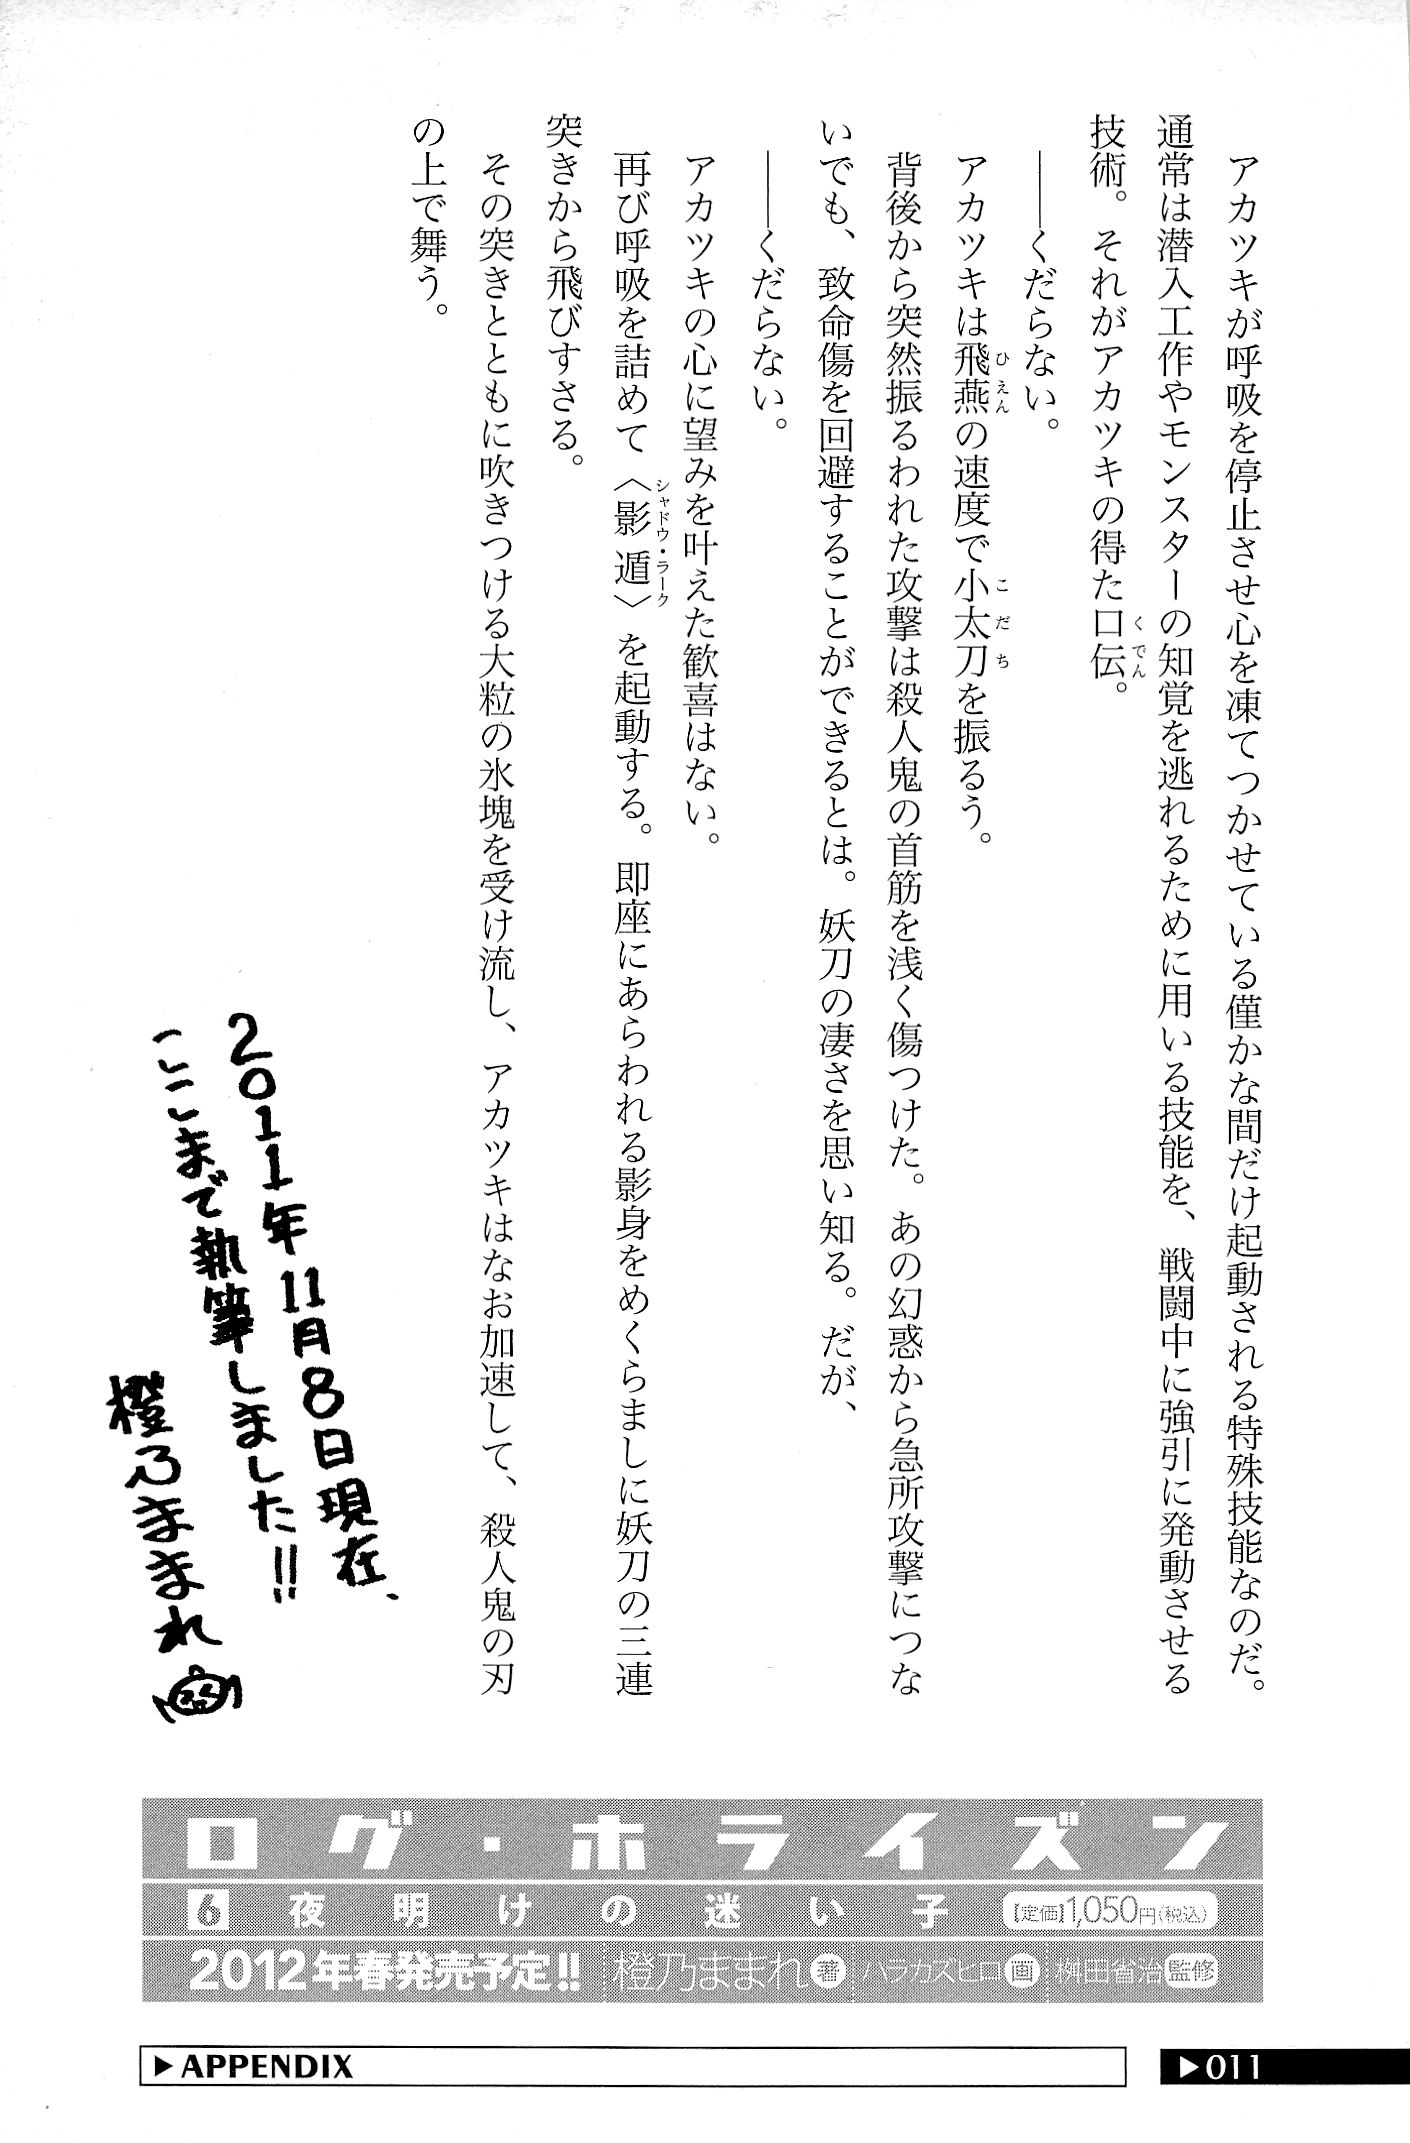 アカツキが呼吸を停止させ心を凍てつかせている僅かな間だけ起動される特殊技能なのだ。
通常は潜入工作やモンスターの知覚を逃れるために用いる技能を、戦闘中に強引に発動させる
技術。それがアカツキの得た口伝。
くでん
――くだらない。
アカツキは飛燕の速度で小太刀を振るう。
ひえん
こだち
背後から突然振るわれた攻撃は殺人鬼の首筋を浅く傷つけた。あの幻惑から急所攻撃につな
いでも、致命傷を回避することができるとは。妖刀の凄さを思い知る。だが、
――くだらない。
アカツキの心に望みを叶えた歓喜はない。
再び呼吸を詰めて〈影遁〉を起動する。即座にあらわれる影身をめくらましに妖刀の三連
シャドウ・ラーク
突きから飛びすさる。
その突きとともに吹きつける大粒の氷塊を受け流し、アカツキはなお加速して、殺人鬼の刃
の上で舞う。
2011年11月8日現在、
ここまで執筆しました!!
橙乃ままれ
ログ・ホライズン
6 夜明けの迷い子 【定価】1,050円(税込)
2012年春発売予定!! 橙乃ままれ 著 ハラカズヒロ 画 桝田省治 監修
▶APPENDIX
▶011